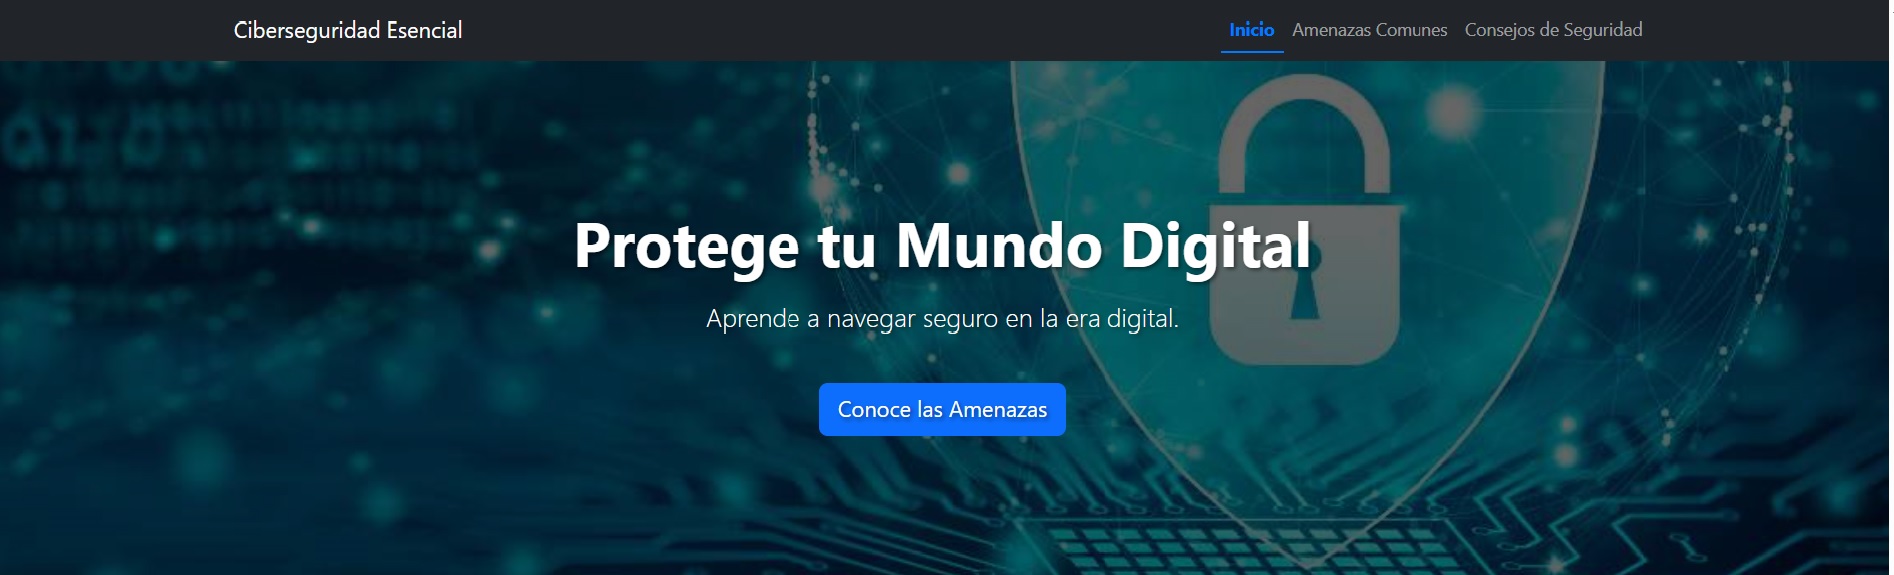 Ciberseguridad Esencial
Inicio Amenazas Comunes Consejos de Seguridad
Protege tu Mundo Digital
Aprende a navegar seguro en la era digital.
Conoce las Amenazas